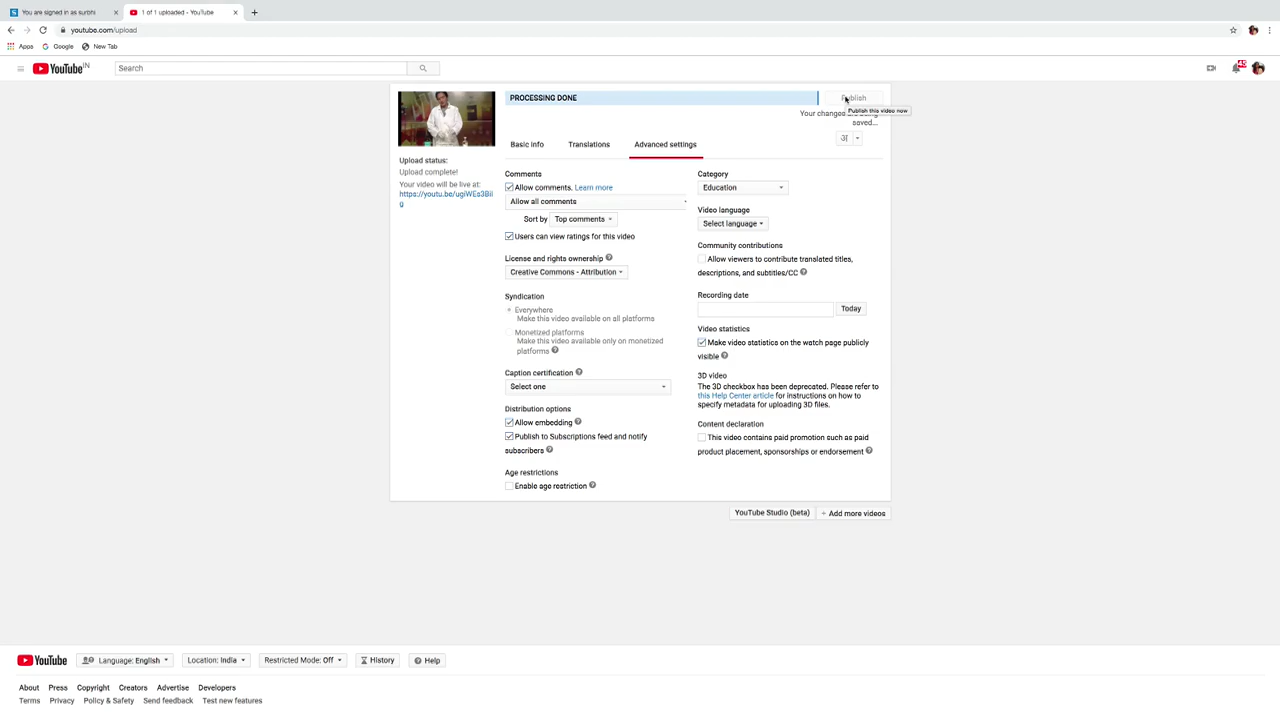 You are signed in as surbhi
1 of 1 uploaded - YouTube
youtube.com/upload
Apps
Google
New Tab
YouTube IN
Search
45
PROCESSING DONE
Publish
Publish this video now
Your changes are being
saved...
अ
Upload status:
Upload complete!
Your video will be live at:
https://youtu.be/ugiWEs3Bil
g
Basic info
Translations
Advanced settings
Comments
Allow comments. Learn more
Allow all comments
Sort by Top comments
Users can view ratings for this video
License and rights ownership ?
Creative Commons - Attribution
Syndication
Everywhere
Make this video available on all platforms
Monetized platforms
Make this video available only on monetized
platforms ?
Caption certification ?
Select one
Distribution options
Allow embedding ?
Publish to Subscriptions feed and notify
subscribers ?
Age restrictions
Enable age restriction ?
Category
Education
Video language
Select language
Community contributions
Allow viewers to contribute translated titles,
descriptions, and subtitles/CC ?
Recording date
Today
Video statistics
Make video statistics on the watch page publicly
visible ?
3D video
The 3D checkbox has been deprecated. Please refer to
this Help Center article for instructions on how to
specify metadata for uploading 3D files.
Content declaration
This video contains paid promotion such as paid
product placement, sponsorships or endorsement ?
YouTube Studio (beta)
+ Add more videos
YouTube
Language: English
Location: India
Restricted Mode: Off
History
Help
About Press Copyright Creators Advertise Developers
Terms Privacy Policy & Safety Send feedback Test new features